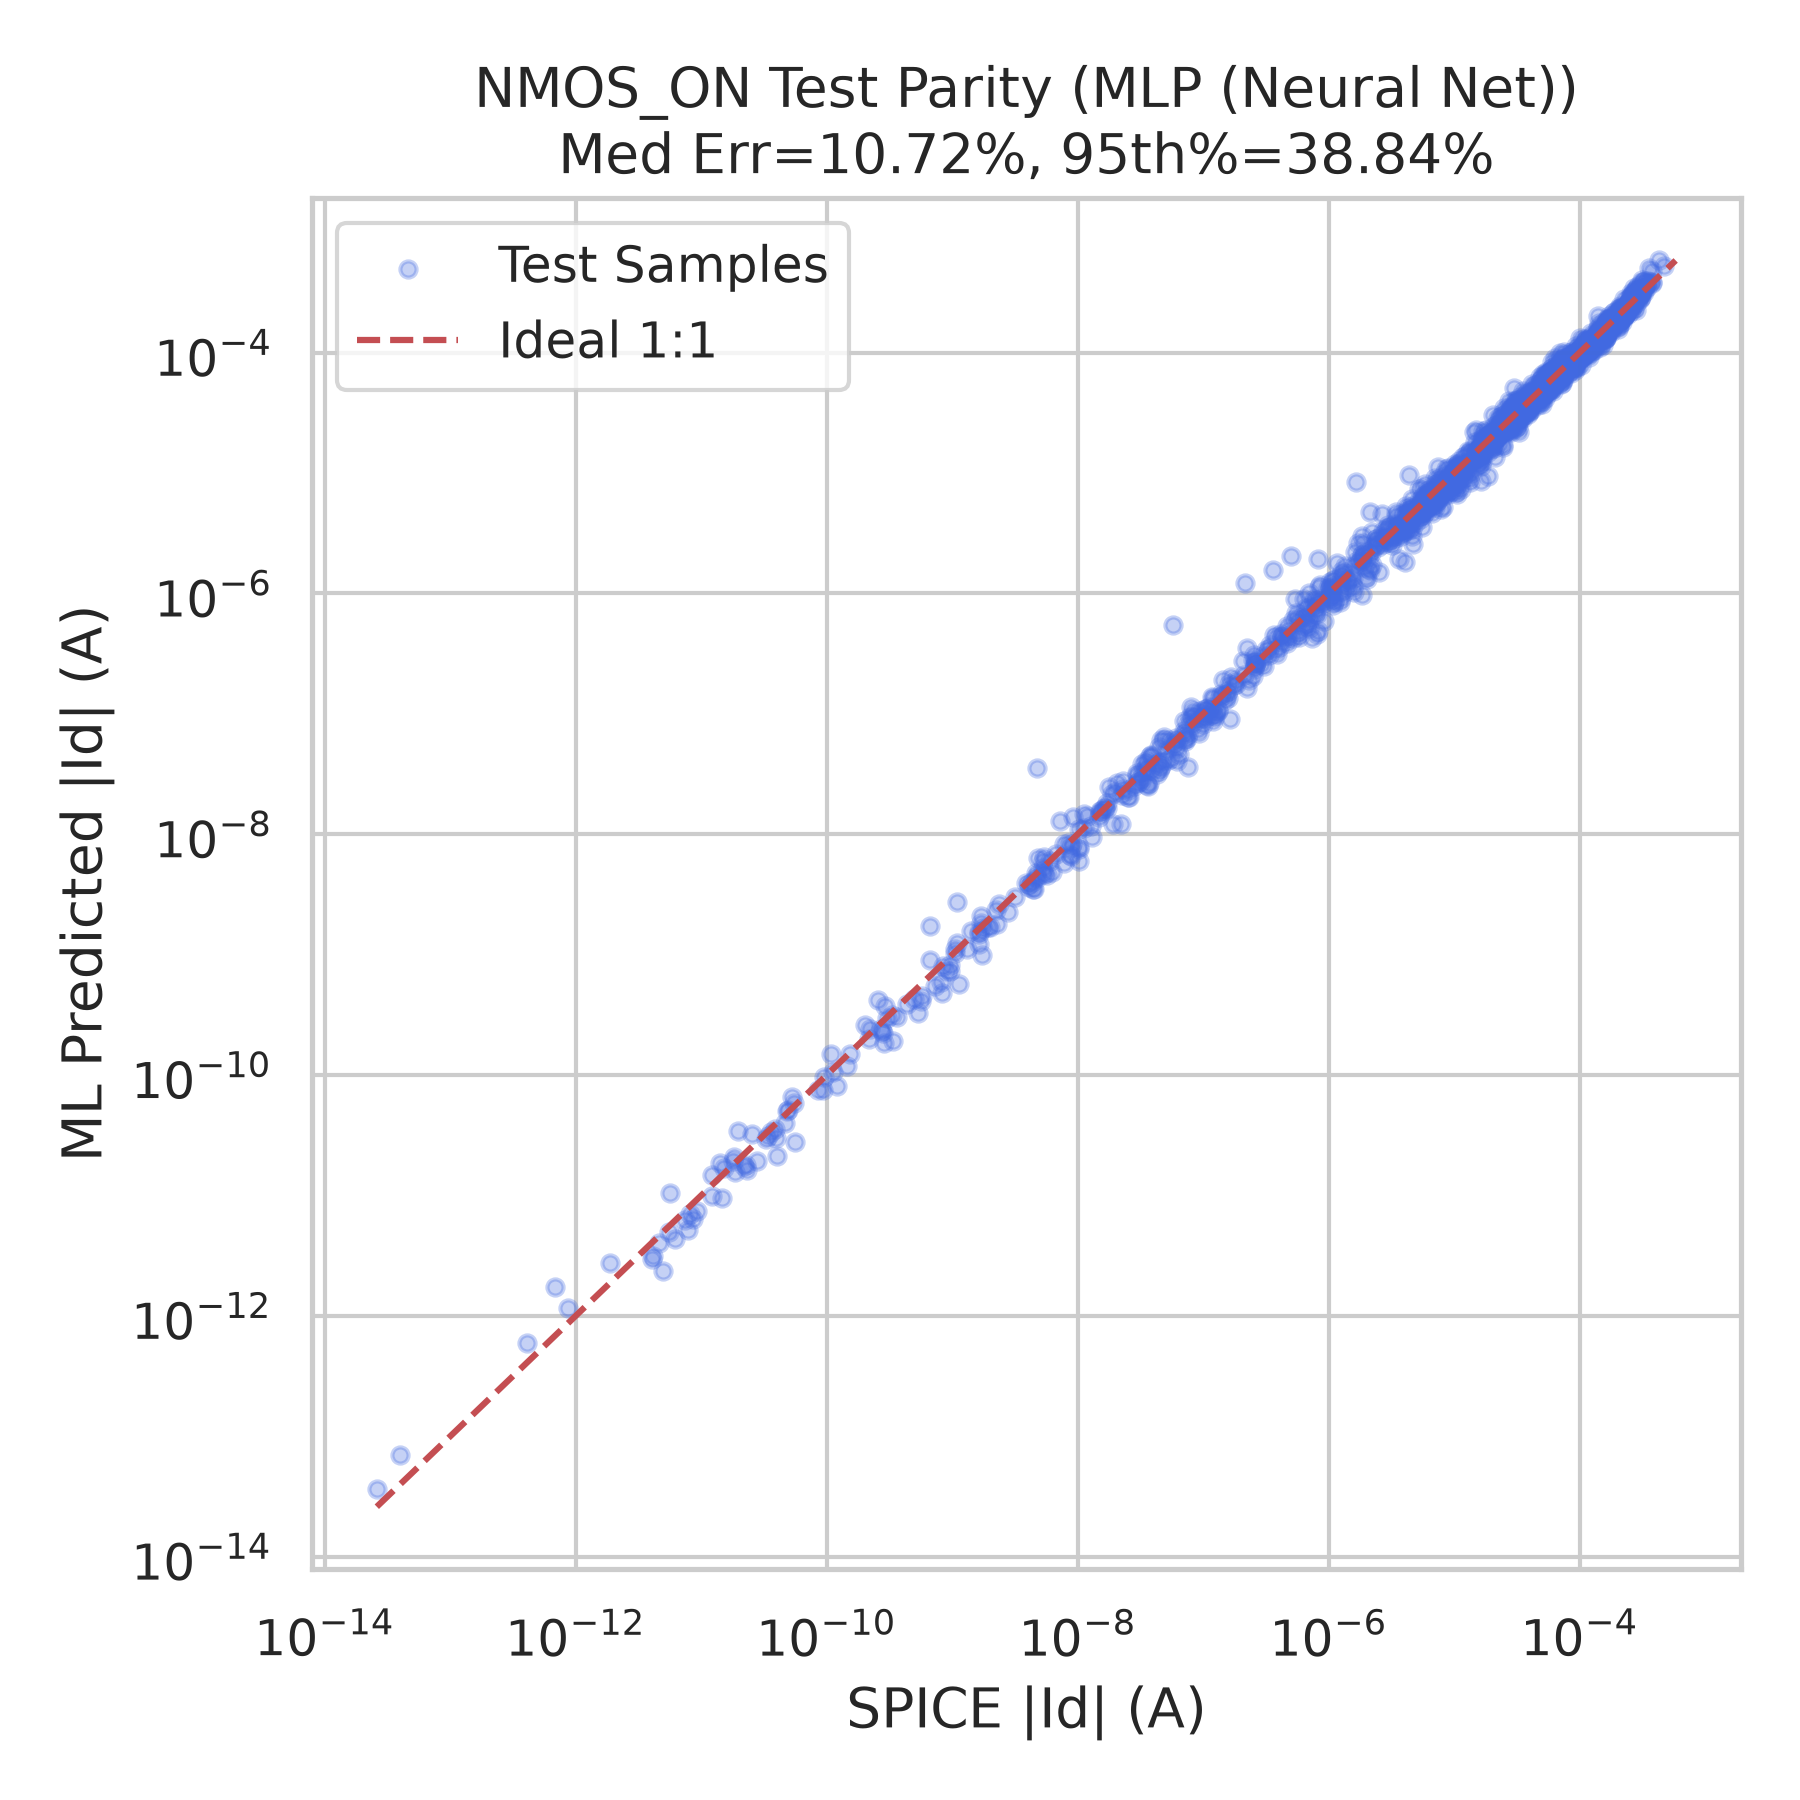 NMOS_ON Test Parity (MLP (Neural Net))
Med Err=10.72%, 95th%=38.84%
Test Samples
Ideal 1:1
ML Predicted |Id| (A)
10⁻⁴
10⁻⁶
10⁻⁸
10⁻¹⁰
10⁻¹²
10⁻¹⁴
10⁻¹⁴ 10⁻¹² 10⁻¹⁰ 10⁻⁸ 10⁻⁶ 10⁻⁴
SPICE |Id| (A)